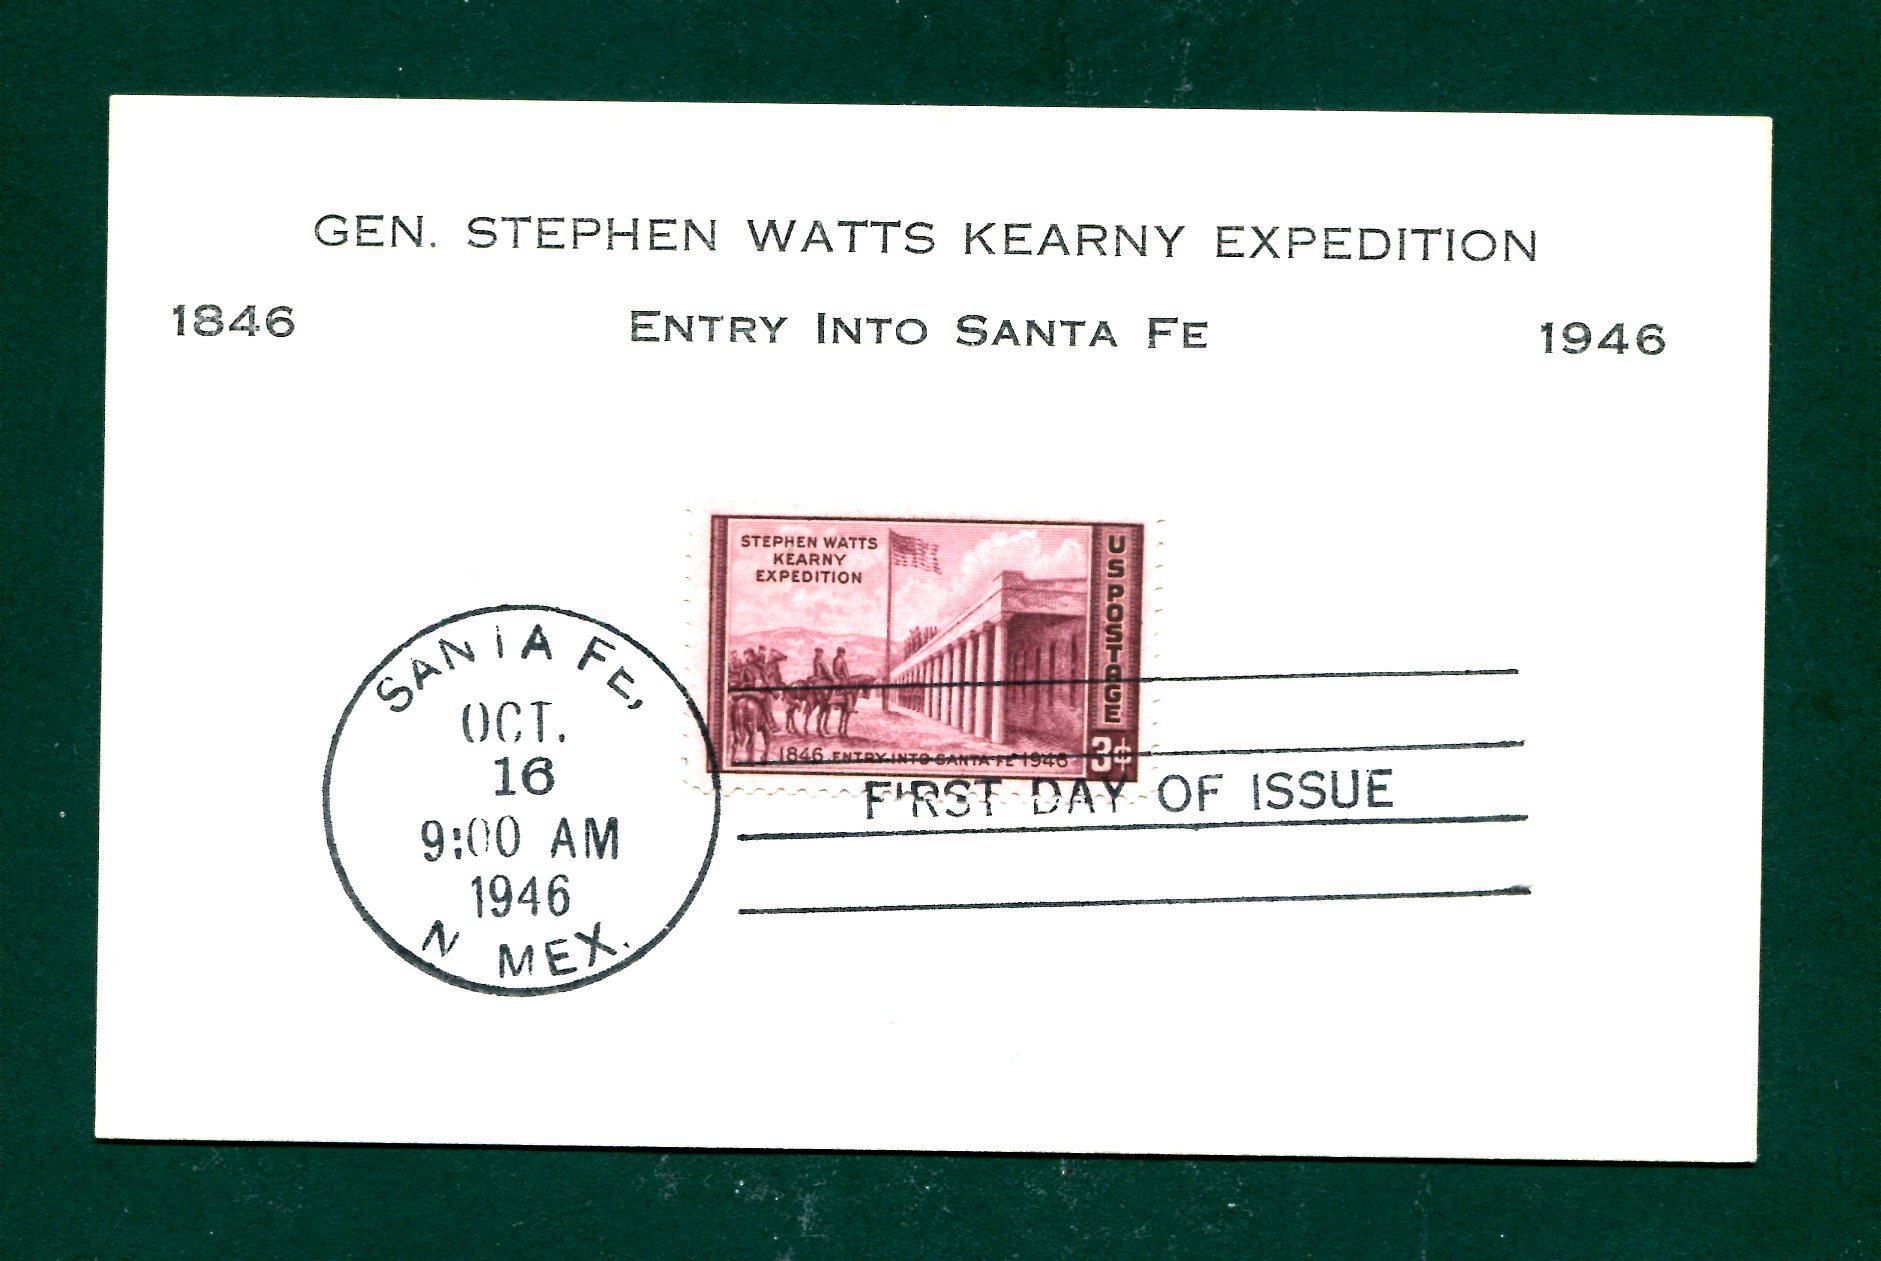 GEN. STEPHEN WATTS KEARNY EXPEDITION
1846 ENTRY INTO SANTA FE 1946
STEPHEN WATTS
KEARNY
EXPEDITION
US POSTAGE
1846 ENTRY INTO SANTA FE 1946
3¢
SANTA FE,
OCT.
16
9:00 AM
1946
N MEX.
FIRST DAY OF ISSUE